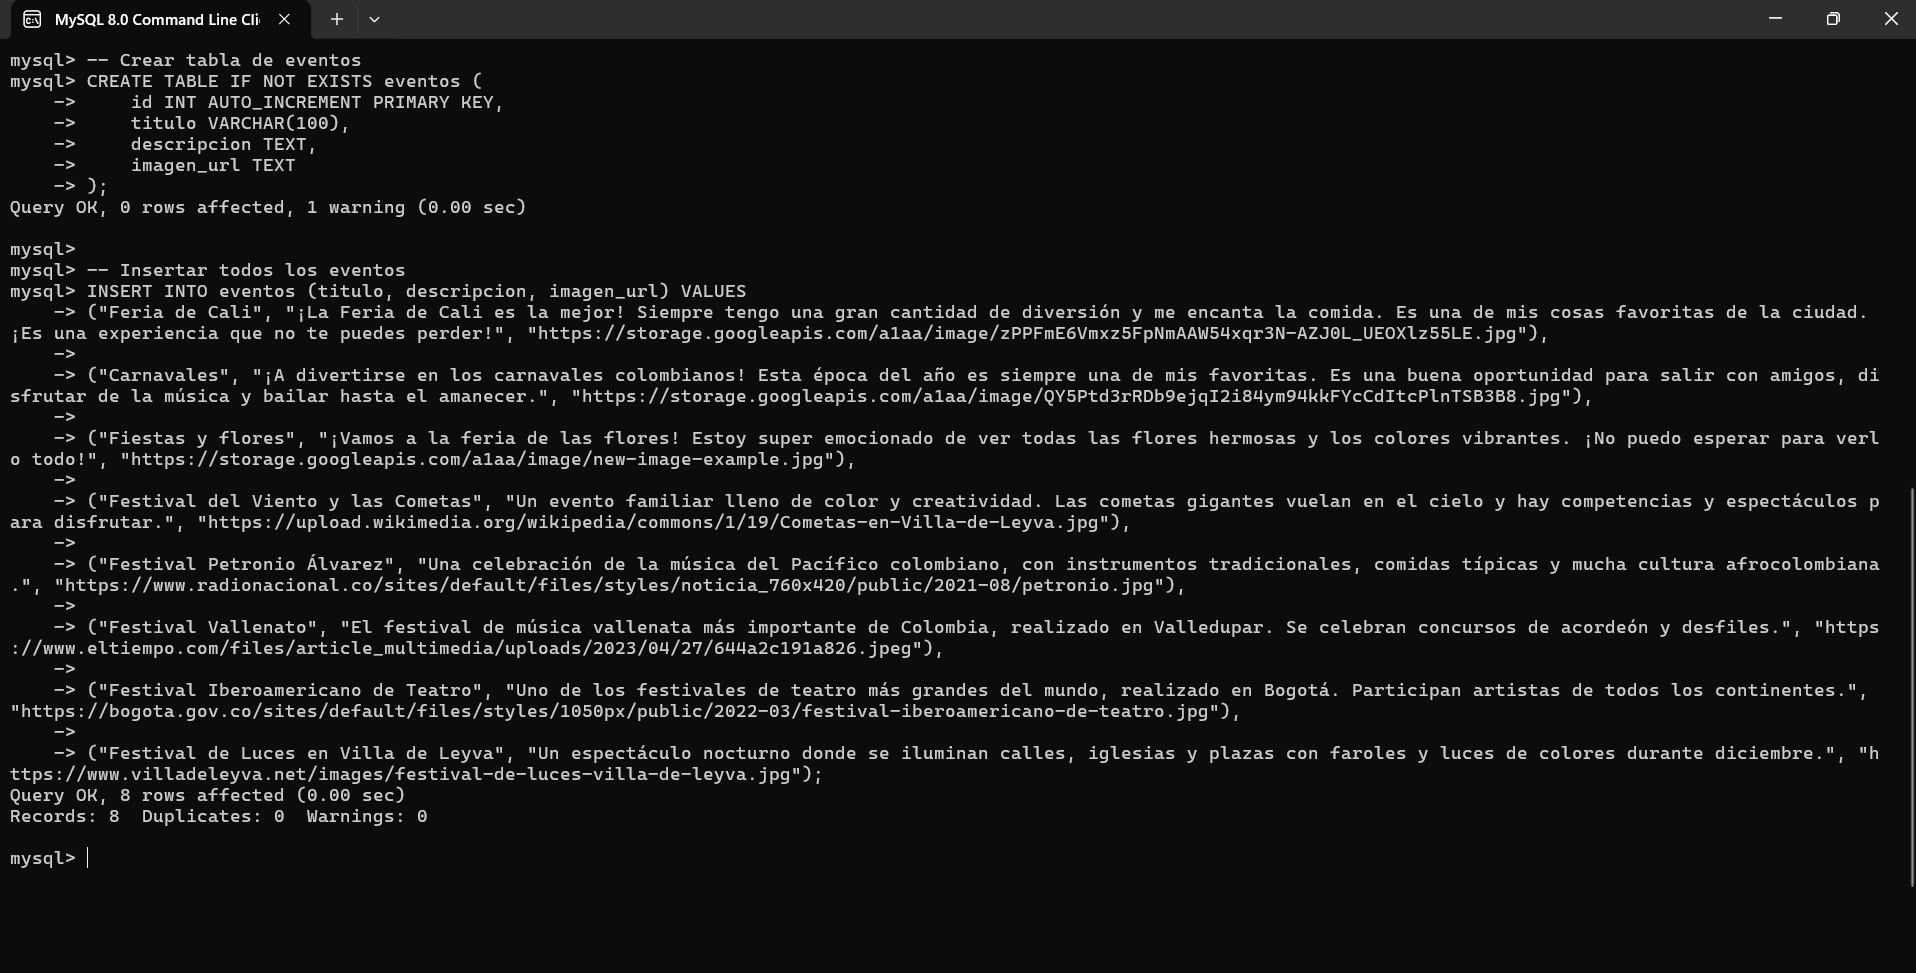 MySQL 8.0 Command Line Cli
mysql> -- Crear tabla de eventos
mysql> CREATE TABLE IF NOT EXISTS eventos (
    ->     id INT AUTO_INCREMENT PRIMARY KEY,
    ->     titulo VARCHAR(100),
    ->     descripcion TEXT,
    ->     imagen_url TEXT
    -> );
Query OK, 0 rows affected, 1 warning (0.00 sec)
mysql>
mysql> -- Insertar todos los eventos
mysql> INSERT INTO eventos (titulo, descripcion, imagen_url) VALUES
    -> ("Feria de Cali", "¡La Feria de Cali es la mejor! Siempre tengo una gran cantidad de diversión y me encanta la comida. Es una de mis cosas favoritas de la ciudad.
¡Es una experiencia que no te puedes perder!", "https://storage.googleapis.com/a1aa/image/zPPFmE6Vmxz5FpNmAAW54xqr3N-AZJ0L_UEOXlz55LE.jpg"),
    ->
    -> ("Carnavales", "¡A divertirse en los carnavales colombianos! Esta época del año es siempre una de mis favoritas. Es una buena oportunidad para salir con amigos, di
sfrutar de la música y bailar hasta el amanecer.", "https://storage.googleapis.com/a1aa/image/QY5Ptd3rRDb9ejqI2i84ym94kkFYcCdItcPlnTSB3B8.jpg"),
    ->
    -> ("Fiestas y flores", "¡Vamos a la feria de las flores! Estoy super emocionado de ver todas las flores hermosas y los colores vibrantes. ¡No puedo esperar para verl
o todo!", "https://storage.googleapis.com/a1aa/image/new-image-example.jpg"),
    ->
    -> ("Festival del Viento y las Cometas", "Un evento familiar lleno de color y creatividad. Las cometas gigantes vuelan en el cielo y hay competencias y espectáculos p
ara disfrutar.", "https://upload.wikimedia.org/wikipedia/commons/1/19/Cometas-en-Villa-de-Leyva.jpg"),
    ->
    -> ("Festival Petronio Álvarez", "Una celebración de la música del Pacífico colombiano, con instrumentos tradicionales, comidas típicas y mucha cultura afrocolombiana
.", "https://www.radionacional.co/sites/default/files/styles/noticia_760x420/public/2021-08/petronio.jpg"),
    ->
    -> ("Festival Vallenato", "El festival de música vallenata más importante de Colombia, realizado en Valledupar. Se celebran concursos de acordeón y desfiles.", "https
://www.eltiempo.com/files/article_multimedia/uploads/2023/04/27/644a2c191a826.jpeg"),
    ->
    -> ("Festival Iberoamericano de Teatro", "Uno de los festivales de teatro más grandes del mundo, realizado en Bogotá. Participan artistas de todos los continentes.",
"https://bogota.gov.co/sites/default/files/styles/1050px/public/2022-03/festival-iberoamericano-de-teatro.jpg"),
    ->
    -> ("Festival de Luces en Villa de Leyva", "Un espectáculo nocturno donde se iluminan calles, iglesias y plazas con faroles y luces de colores durante diciembre.", "h
ttps://www.villadeleyva.net/images/festival-de-luces-villa-de-leyva.jpg");
Query OK, 8 rows affected (0.00 sec)
Records: 8  Duplicates: 0  Warnings: 0
mysql>